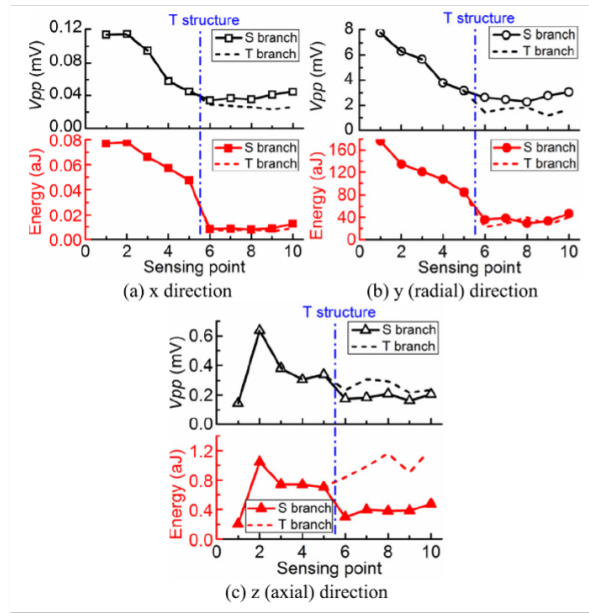 T structure
0.12
0.08
0.04
0.00
Vpp (mV)
S branch
T branch
0.08
0.06
0.04
0.02
0.00
Energy (aJ)
S branch
T branch
0 2 4 6 8 10
Sensing point
(a) x direction
T structure
8
6
4
2
0
Vpp (mV)
S branch
T branch
160
120
80
40
0
Energy (aJ)
S branch
T branch
0 2 4 6 8 10
Sensing point
(b) y (radial) direction
T structure
0.6
0.4
0.2
0.0
Vpp (mV)
S branch
T branch
1.2
0.8
0.4
0.0
Energy (aJ)
S branch
T branch
0 2 4 6 8 10
Sensing point
(c) z (axial) direction